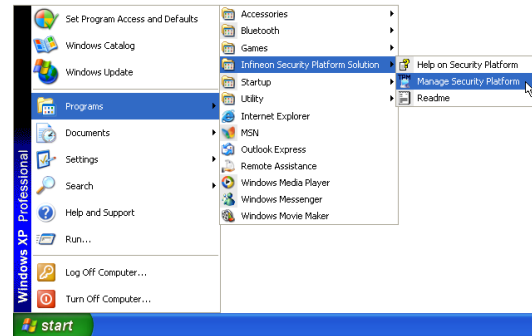 Set Program Access and Defaults
Windows Catalog
Windows Update
Programs
Documents
Settings
Search
Help and Support
Run...
Log Off Computer...
Turn Off Computer...
Windows XP Professional
start
Accessories
Bluetooth
Games
Infineon Security Platform Solution
Startup
Utility
Internet Explorer
MSN
Outlook Express
Remote Assistance
Windows Media Player
Windows Messenger
Windows Movie Maker
Help on Security Platform
Manage Security Platform
Readme